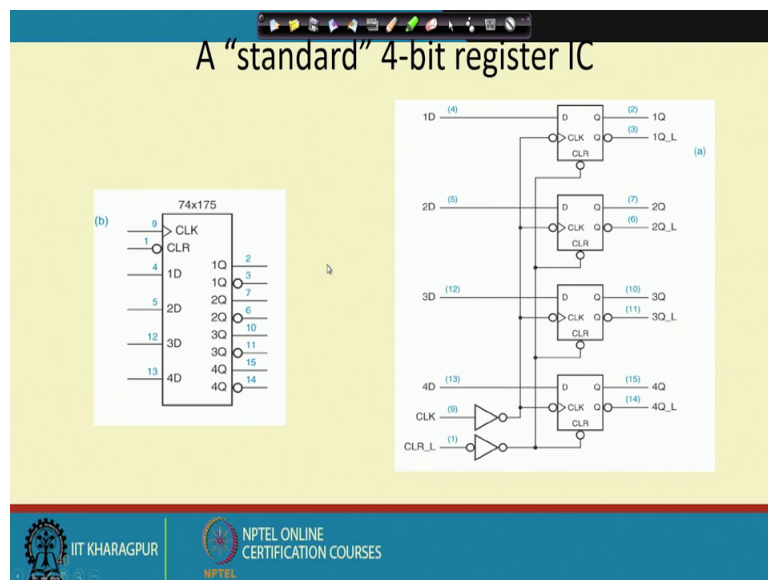 A “standard” 4-bit register IC
(b)
74x175
9
CLK
1
CLR
4
1D
5
2D
12
3D
13
4D
1Q
2
1Q
3
2Q
7
2Q
6
3Q
10
3Q
11
4Q
15
4Q
14
(a)
1D (4) D Q (2) 1Q
CLK Q (3) 1Q_L
CLR
2D (5) D Q (7) 2Q
CLK Q (6) 2Q_L
CLR
3D (12) D Q (10) 3Q
CLK Q (11) 3Q_L
CLR
4D (13) D Q (15) 4Q
CLK Q (14) 4Q_L
CLR
CLK (9)
CLR_L (1)
IIT KHARAGPUR
NPTEL
NPTEL ONLINE
CERTIFICATION COURSES